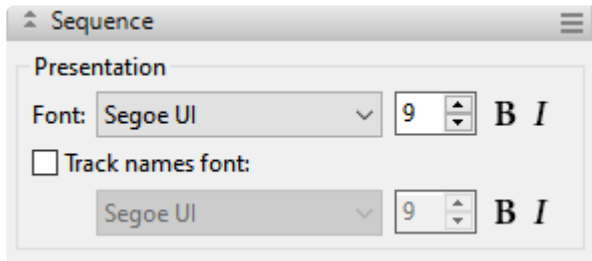 Sequence
Presentation
Font: Segoe UI 9 B I
Track names font:
Segoe UI 9 B I